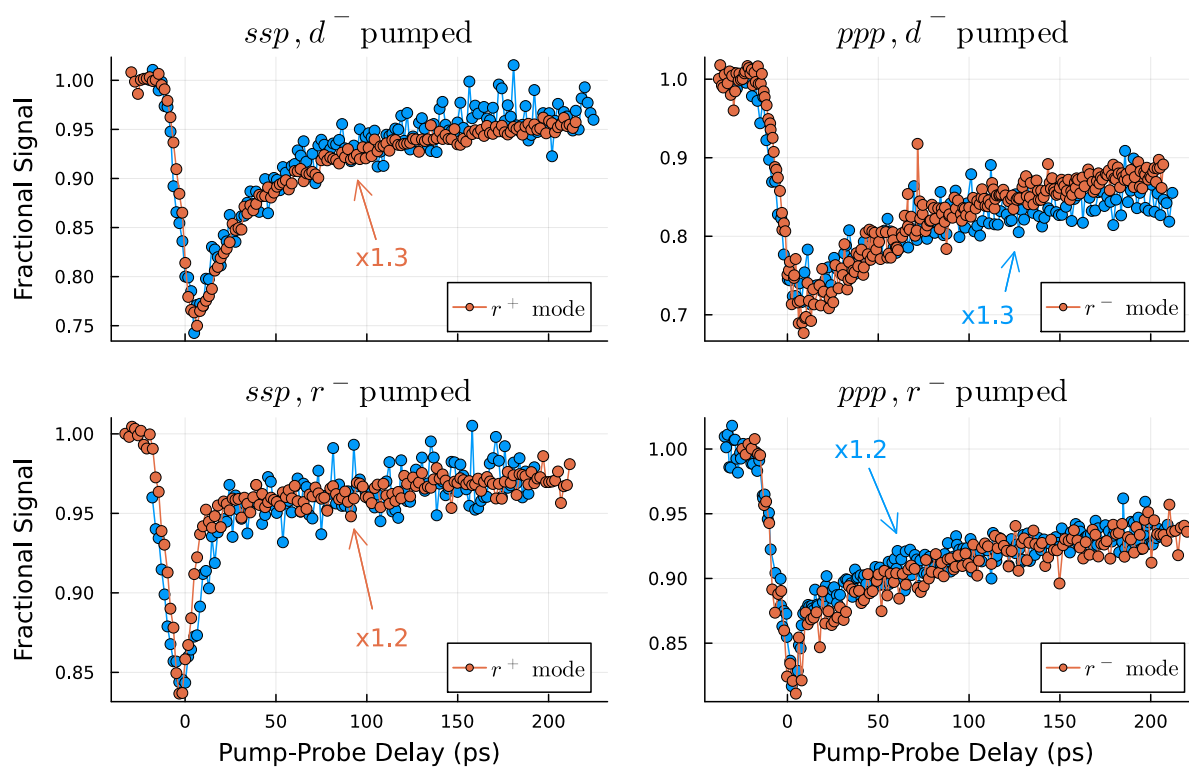 ssp, d⁻ pumped
ppp, d⁻ pumped
Fractional Signal
1.00
0.95
0.90
0.85
0.80
0.75
x1.3
r⁺ mode
1.0
0.9
0.8
0.7
x1.3
r⁻ mode
ssp, r⁻ pumped
ppp, r⁻ pumped
Fractional Signal
1.00
0.95
0.90
0.85
x1.2
r⁺ mode
0
50
100
150
200
Pump-Probe Delay (ps)
1.00
0.95
0.90
0.85
x1.2
r⁻ mode
0
50
100
150
200
Pump-Probe Delay (ps)